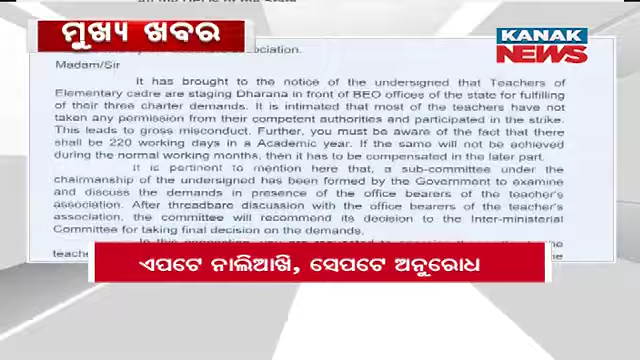 ମୁଖ୍ୟ ଖବର
KANAK
NEWS
association.
Madam/Sir
It has brought to the notice of the undersigned that Teachers of
Elementary cadre are staging Dharana in front of BEO offices of the state for fulfilling
of their three charter demands. It is intimated that most of the teachers have not
taken any permission from their competent authorities and participated in the strike.
This leads to gross misconduct. Further, you must be aware of the fact that there
shall be 220 working days in a Academic year. If the same will not be achieved
during the normal working months, then it has to be compensated in the later part.
It is pertinent to mention here that, a sub-committee under the
chairmanship of the undersigned has been formed by the Government to examine
and discuss the demands in presence of the office bearers of the teacher's
association. After threadbare discussion with the office bearers of the teacher's
association, the committee will recommend its decision to the Inter-ministerial
Committee for taking final decision on the demands.
ଏପଟେ ନାଲିଆଖି, ସେପଟେ ଅନୁରୋଧ